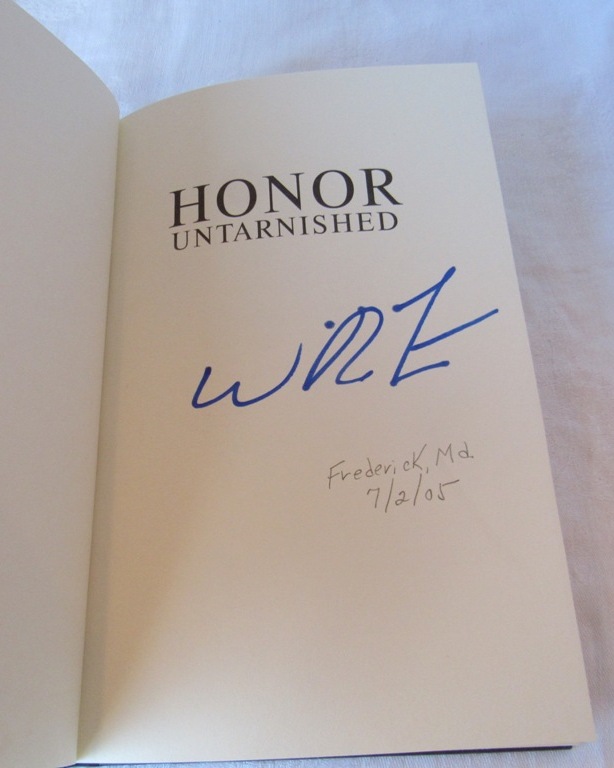 HONOR
UNTARNISHED
Frederick, Md.
7/2/05